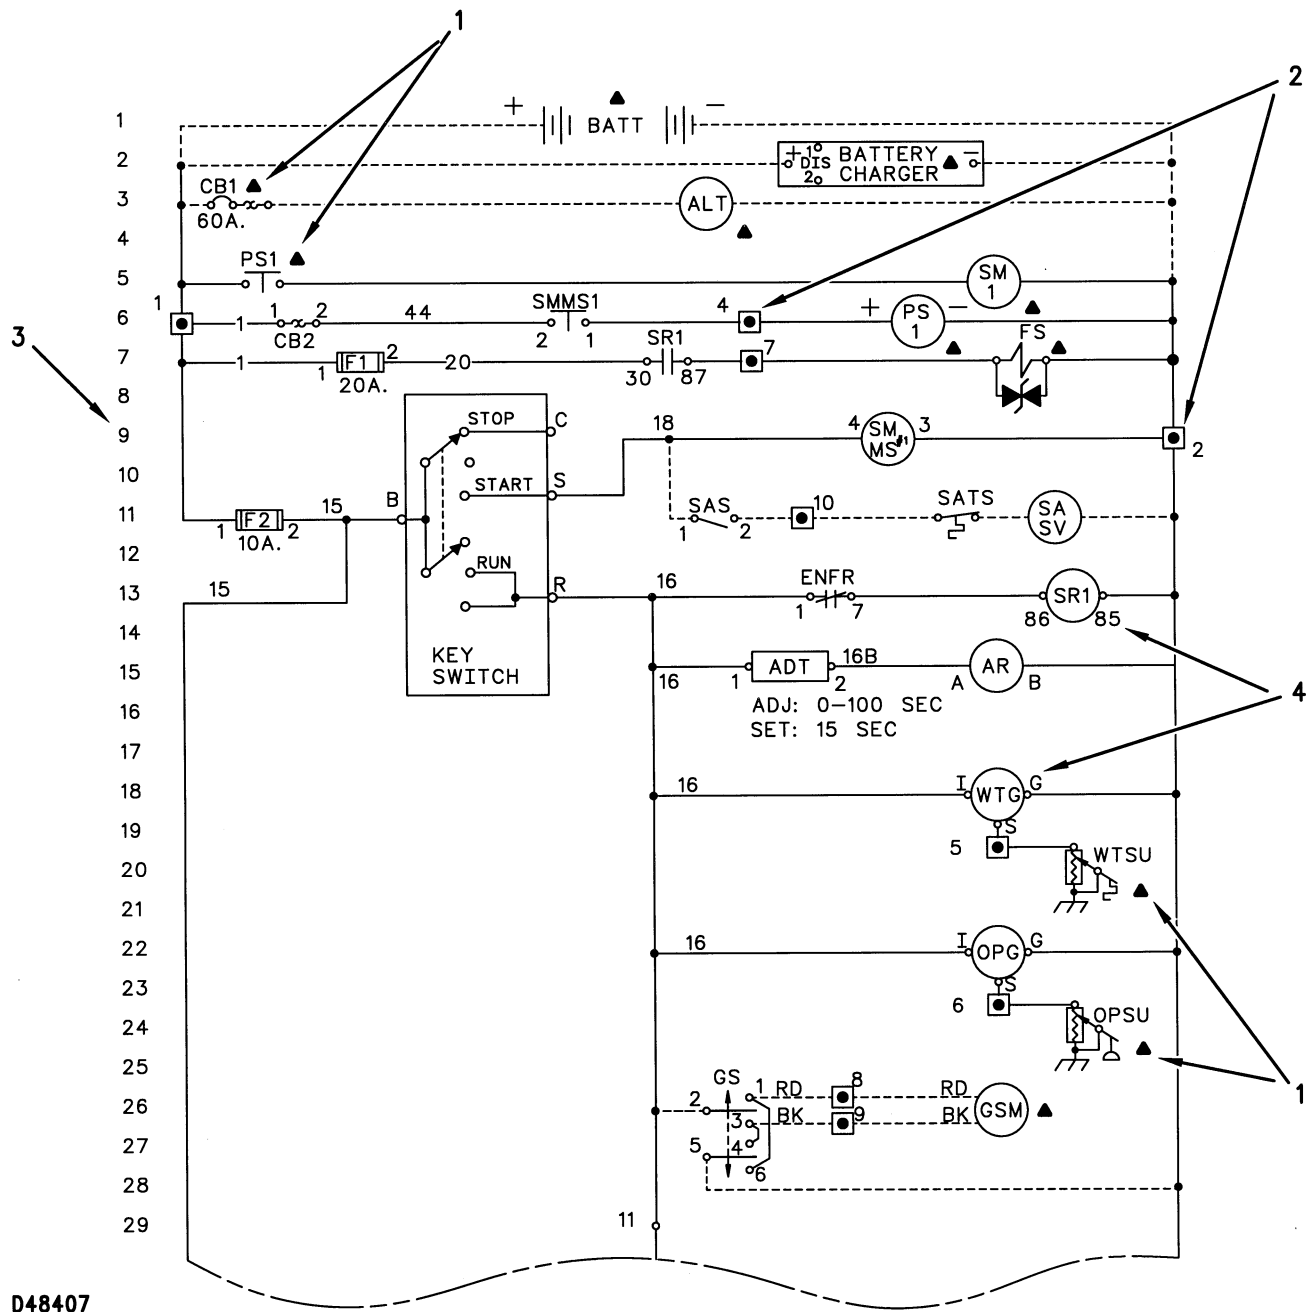 1
2
1 + BATT −
2 +1 DIS 2 BATTERY CHARGER −
CB1
3 ALT
60A.
4
PS1
5 SM 1
1 SMMS1 4 + PS 1 −
6 1 1 2 44 2 1
CB2 FS
3
7 1 1 F1 2 20 30 SR1 87 7
20A.
8
STOP C 18 4 SM MS#1 3
9 2
10 START S
B SAS 10 SATS SA SV
11 1 F2 2 15 1 2
10A.
12
RUN R 16 ENFR
13 15 1 7 86 SR1 85
14
KEY SWITCH
15 16 1 ADT 2 16B A AR B
4
ADJ: 0-100 SEC
16
SET: 15 SEC
17
18 16 I WTG G
19 S
5 WTSU
20
21
22 16 I OPG G
23 S
6 OPSU
24
25
GS 1 RD 8 RD
1
26 2 3 BK 9 BK GSM
27 5 4
6
28
29 11
D48407